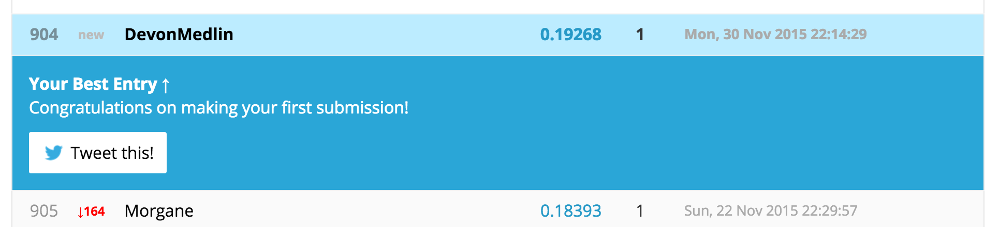 904 new DevonMedlin 0.19268 1 Mon, 30 Nov 2015 22:14:29
Your Best Entry ↑
Congratulations on making your first submission!
Tweet this!
905 ↓164 Morgane 0.18393 1 Sun, 22 Nov 2015 22:29:57